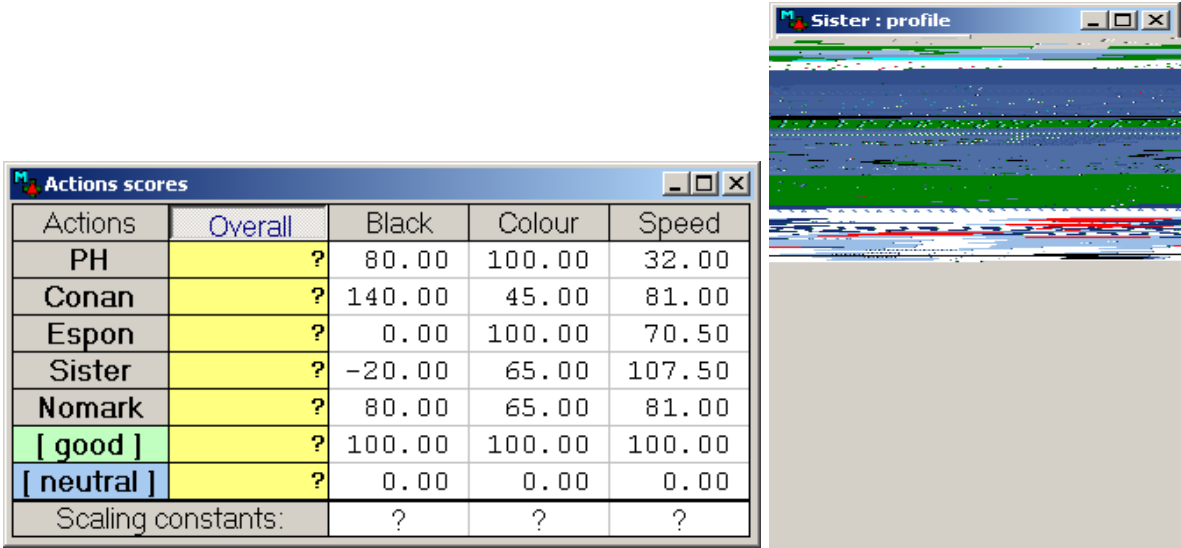 Sister : profile
Actions scores
Actions Overall Black Colour Speed
PH ? 80.00 100.00 32.00
Conan ? 140.00 45.00 81.00
Espon ? 0.00 100.00 70.50
Sister ? -20.00 65.00 107.50
Nomark ? 80.00 65.00 81.00
[ good ] ? 100.00 100.00 100.00
[ neutral ] ? 0.00 0.00 0.00
Scaling constants: ? ? ?